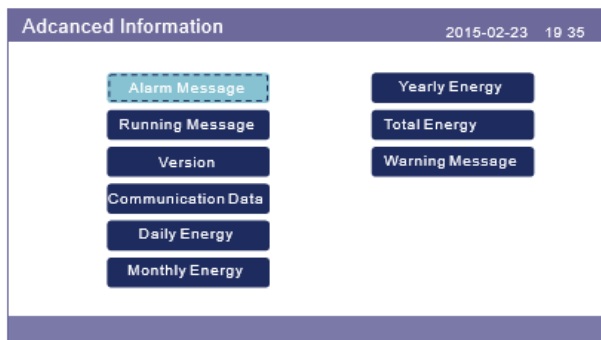 Adcanced Information
2015-02-23 19 35
Alarm Message
Running Message
Version
Communication Data
Daily Energy
Monthly Energy
Yearly Energy
Total Energy
Warning Message